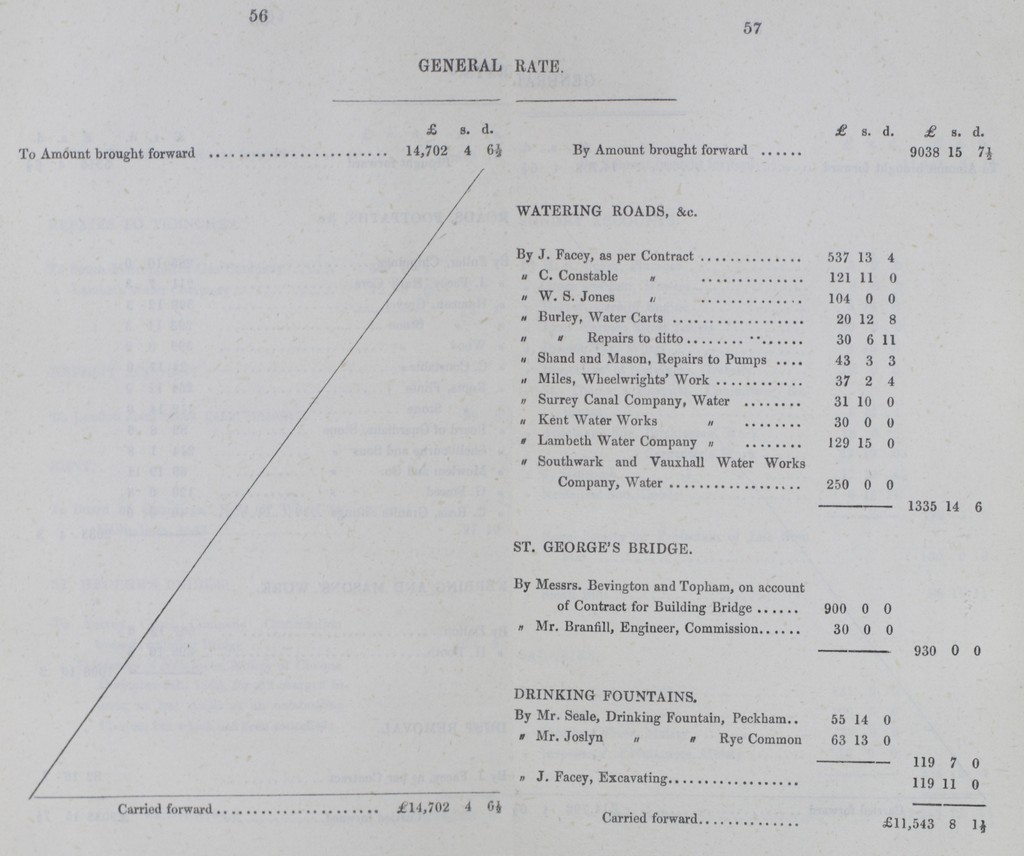 56
GENERAL RATE.
£ s. d.
To Amount brought forward ........................ 14,702 4 6½
Carried forward ........................ £14,702 4 6½
57
£ s. d. £ s. d.
By Amount brought forward ...... 9038 15 7½
WATERING ROADS, &c.
By J. Facey, as per Contract .............. 537 13 4
„ C. Constable „ .............. 121 11 0
„ W. S. Jones „ .............. 104 0 0
„ Burley, Water Carts .................. 20 12 8
„ „ Repairs to ditto ................ 30 6 11
„ Shand and Mason, Repairs to Pumps .... 43 3 3
„ Miles, Wheelwrights' Work ............ 37 2 4
„ Surrey Canal Company, Water ........ 31 10 0
„ Kent Water Works „ ........ 30 0 0
„ Lambeth Water Company „ ........ 129 15 0
„ Southwark and Vauxhall Water Works
Company, Water .................. 250 0 0
1335 14 6
ST. GEORGE'S BRIDGE.
By Messrs. Bevington and Topham, on account
of Contract for Building Bridge ...... 900 0 0
„ Mr. Branfill, Engineer, Commission...... 30 0 0
930 0 0
DRINKING FOUNTAINS.
By Mr. Seale, Drinking Fountain, Peckham.. 55 14 0
„ Mr. Joslyn „ „ Rye Common 63 13 0
119 7 0
„ J. Facey, Excavating.................. 119 11 0
Carried forward.............. £11,543 8 1½